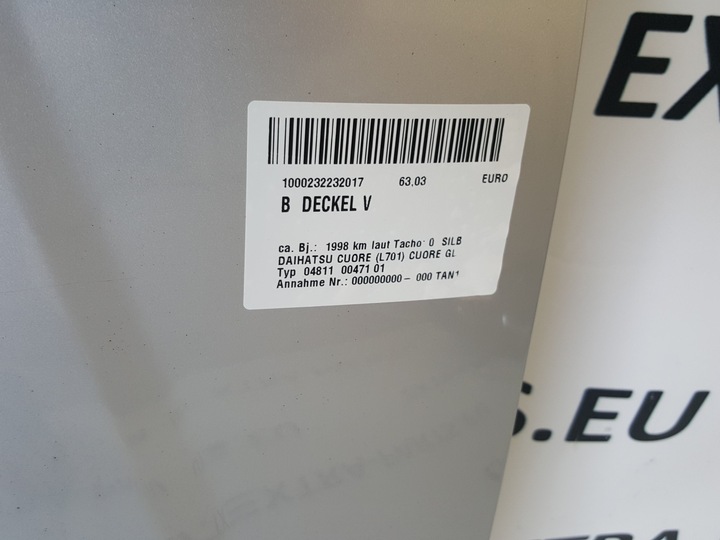 1000232232017 63,03 EURO
B DECKEL V
ca. Bj.: 1998 km laut Tacho: 0 SILB
DAIHATSU CUORE (L701) CUORE GL
Typ 04811 00471 01
Annahme Nr.: 000000000- 000 TAN1
EX
S.EU